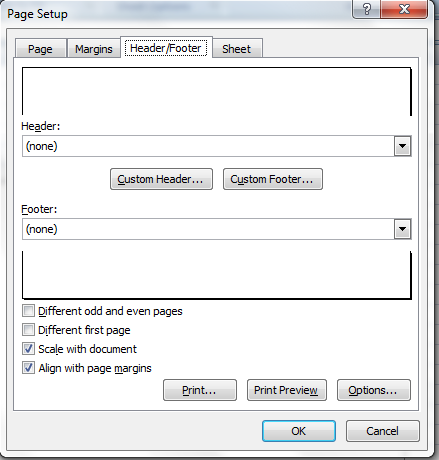 Page Setup
Page Margins Header/Footer Sheet
Header:
(none)
Custom Header... Custom Footer...
Footer:
(none)
Different odd and even pages
Different first page
Scale with document
Align with page margins
Print... Print Preview Options...
OK Cancel